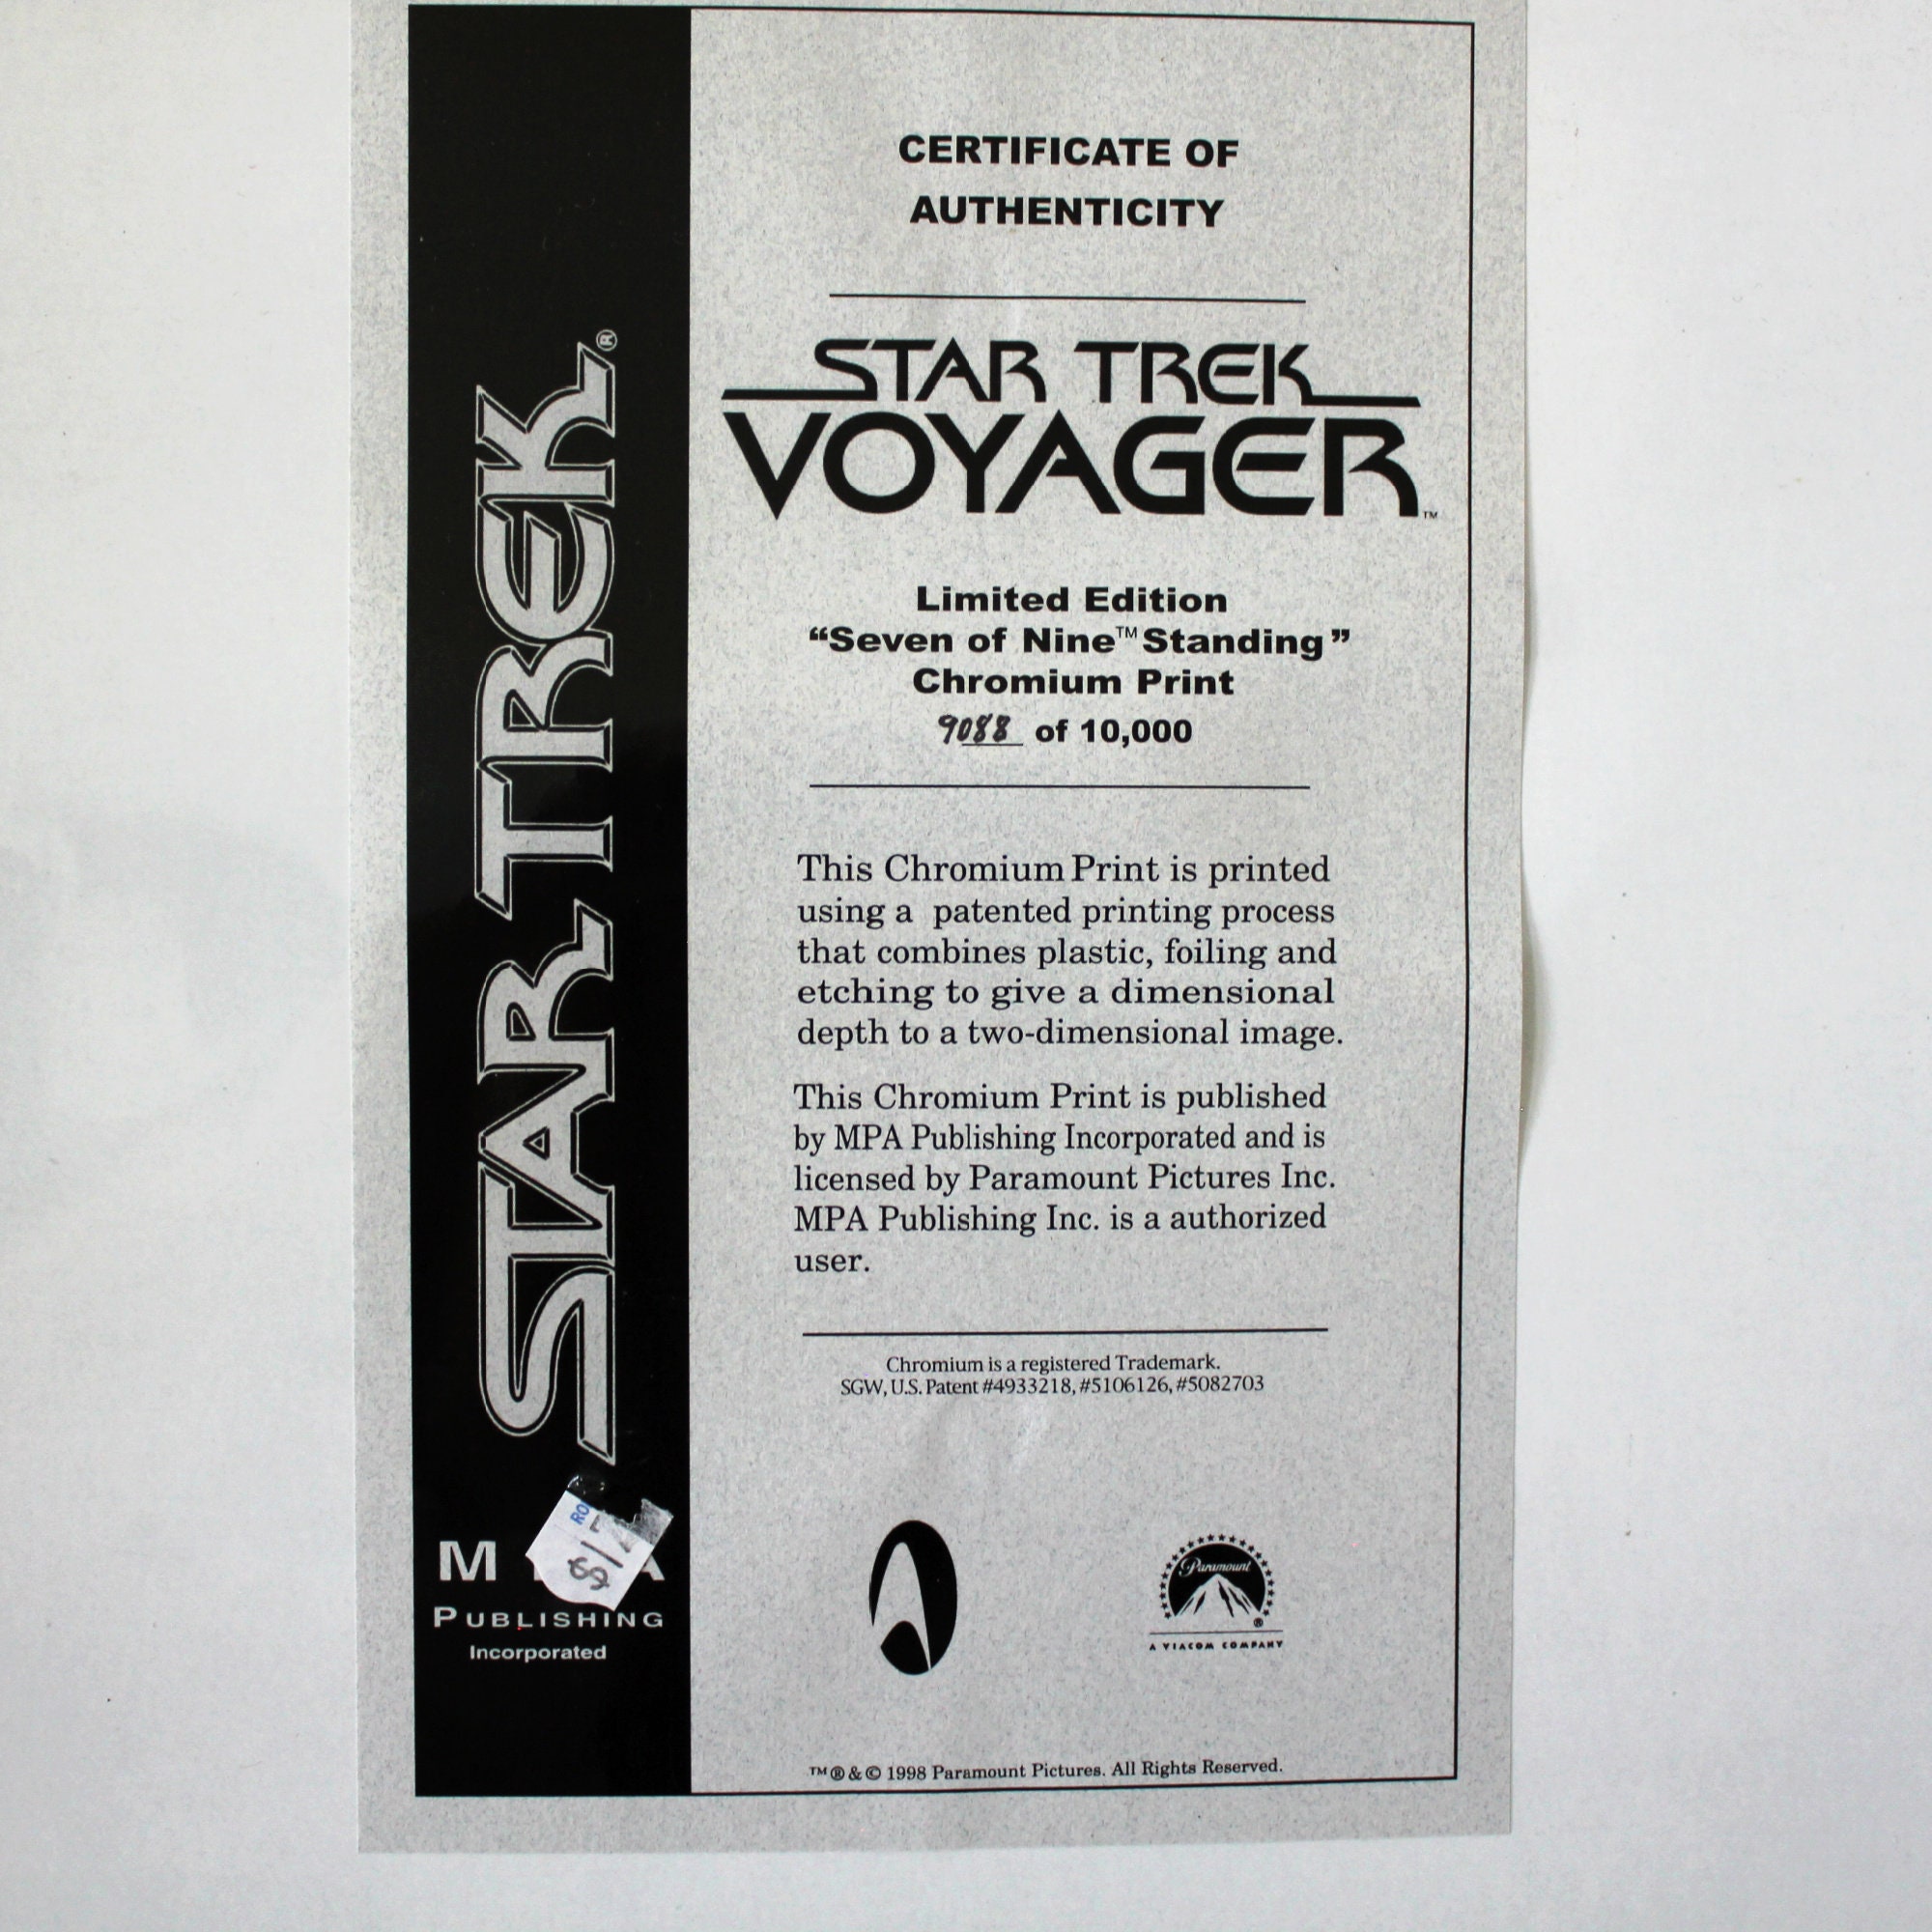 STAR TREK®
M A
PUBLISHING
Incorporated
RO
$17
CERTIFICATE OF
AUTHENTICITY
STAR TREK
VOYAGER™
Limited Edition
“Seven of Nine™ Standing”
Chromium Print
9088 of 10,000
This Chromium Print is printed
using a patented printing process
that combines plastic, foiling and
etching to give a dimensional
depth to a two-dimensional image.
This Chromium Print is published
by MPA Publishing Incorporated and is
licensed by Paramount Pictures Inc.
MPA Publishing Inc. is a authorized
user.
Chromium is a registered Trademark.
SGW, U.S. Patent #4933218, #5106126, #5082703
Paramount®
A VIACOM COMPANY
™®&© 1998 Paramount Pictures. All Rights Reserved.